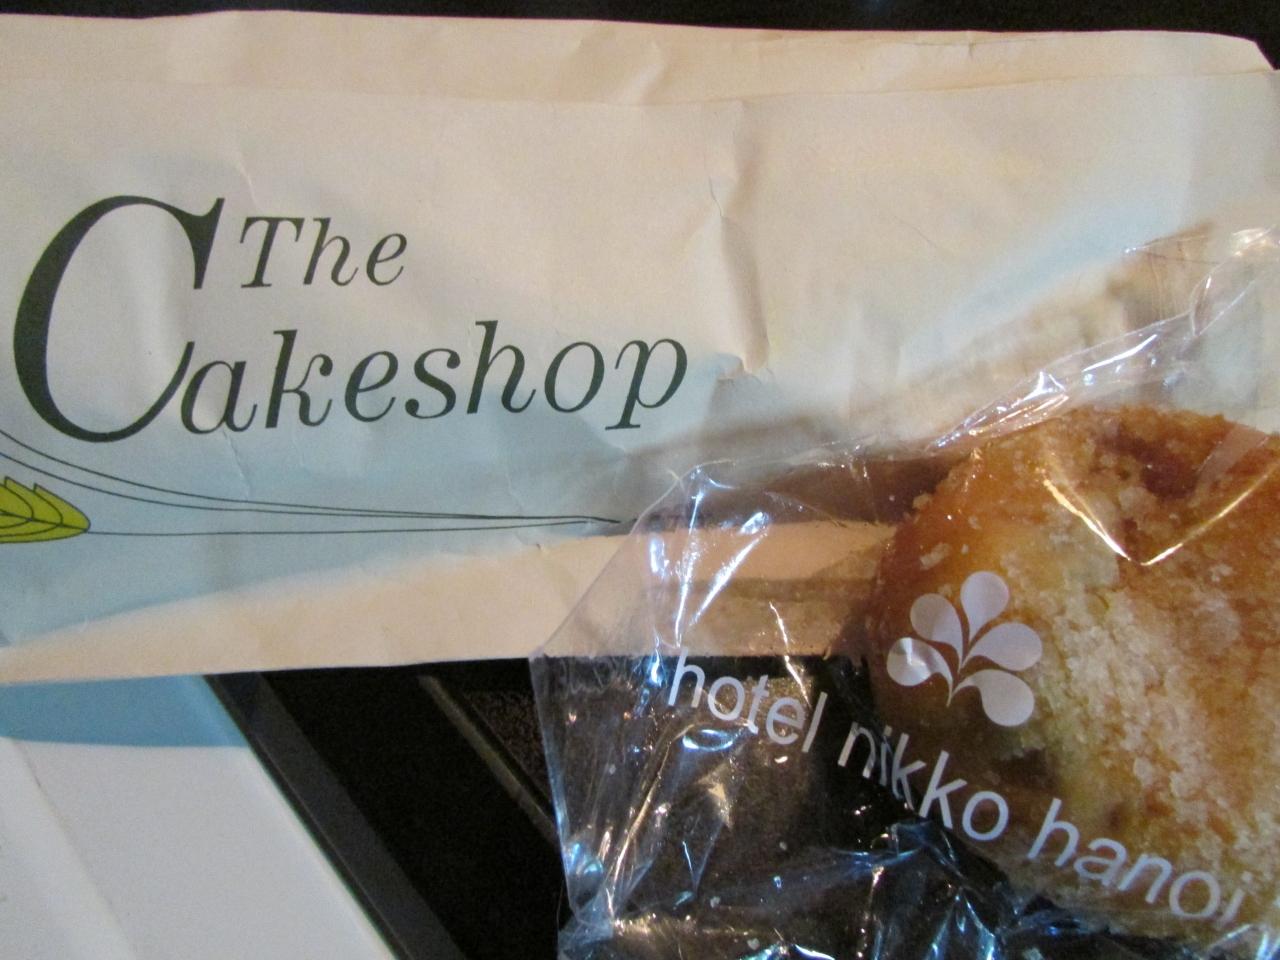 The
Cakeshop
hotel nikko hanoi